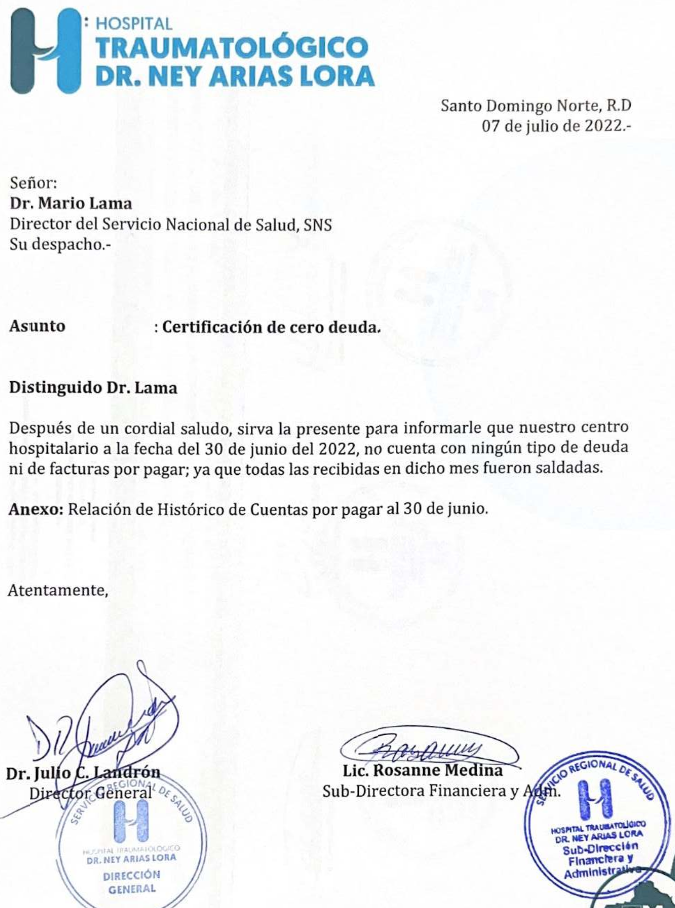 HOSPITAL
TRAUMATOLÓGICO
DR. NEY ARIAS LORA
Santo Domingo Norte, R.D
07 de julio de 2022.-
Señor:
Dr. Mario Lama
Director del Servicio Nacional de Salud, SNS
Su despacho.-
Asunto : Certificación de cero deuda.
Distinguido Dr. Lama
Después de un cordial saludo, sirva la presente para informarle que nuestro centro
hospitalario a la fecha del 30 de junio del 2022, no cuenta con ningún tipo de deuda
ni de facturas por pagar; ya que todas las recibidas en dicho mes fueron saldadas.
Anexo: Relación de Histórico de Cuentas por pagar al 30 de junio.
Atentamente,
Dr. Julio C. Landrón
Director General
Lic. Rosanne Medina
Sub-Directora Financiera y Adm.
SERVICIO REGIONAL DE SALUD
HOSPITAL TRAUMATOLÓGICO
DR. NEY ARIAS LORA
DIRECCIÓN
GENERAL
SERVICIO REGIONAL DE SALUD
HOSPITAL TRAUMATOLÓGICO
DR. NEY ARIAS LORA
Sub-Dirección
Financiera y
Administrativa